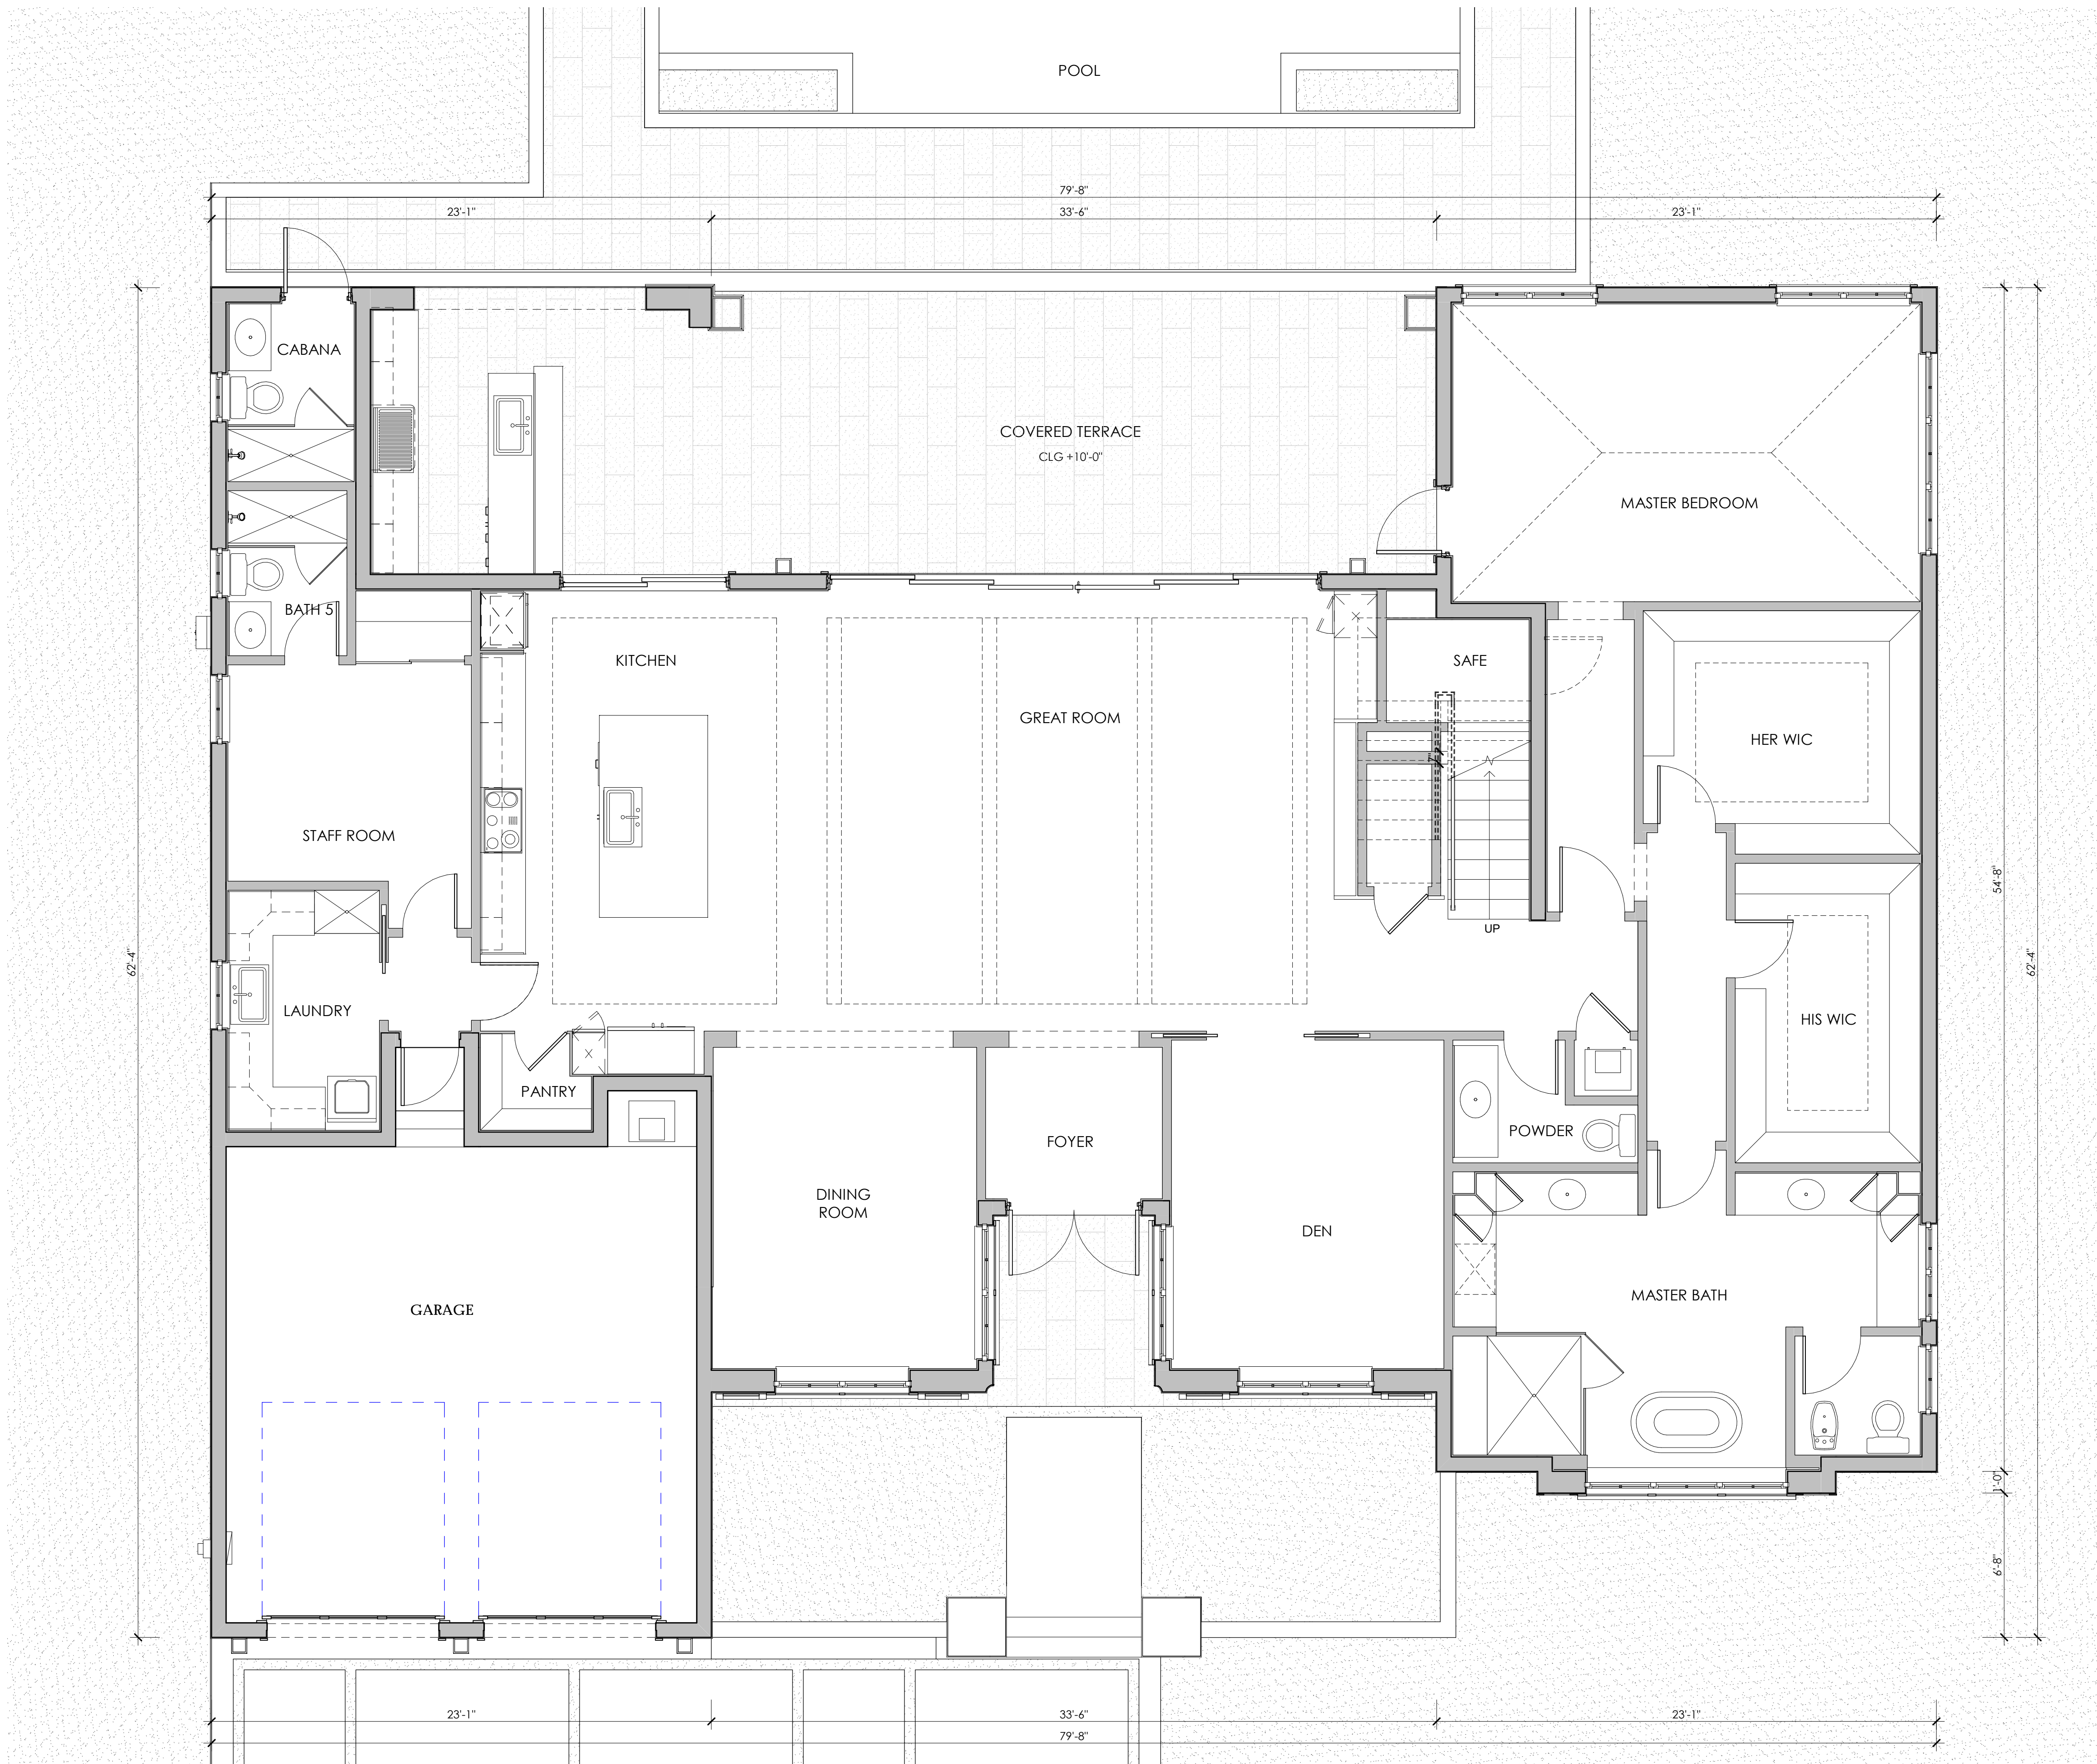 POOL
79'-8"
23'-1"
33'-6"
23'-1"
CABANA
COVERED TERRACE
CLG +10'-0"
MASTER BEDROOM
BATH 5
KITCHEN
SAFE
GREAT ROOM
HER WIC
STAFF ROOM
54'-8"
UP
62'-4"
62'-4"
LAUNDRY
HIS WIC
PANTRY
POWDER
FOYER
DINING
ROOM
DEN
MASTER BATH
GARAGE
1'-0"
6'-8"
23'-1"
33'-6"
23'-1"
79'-8"